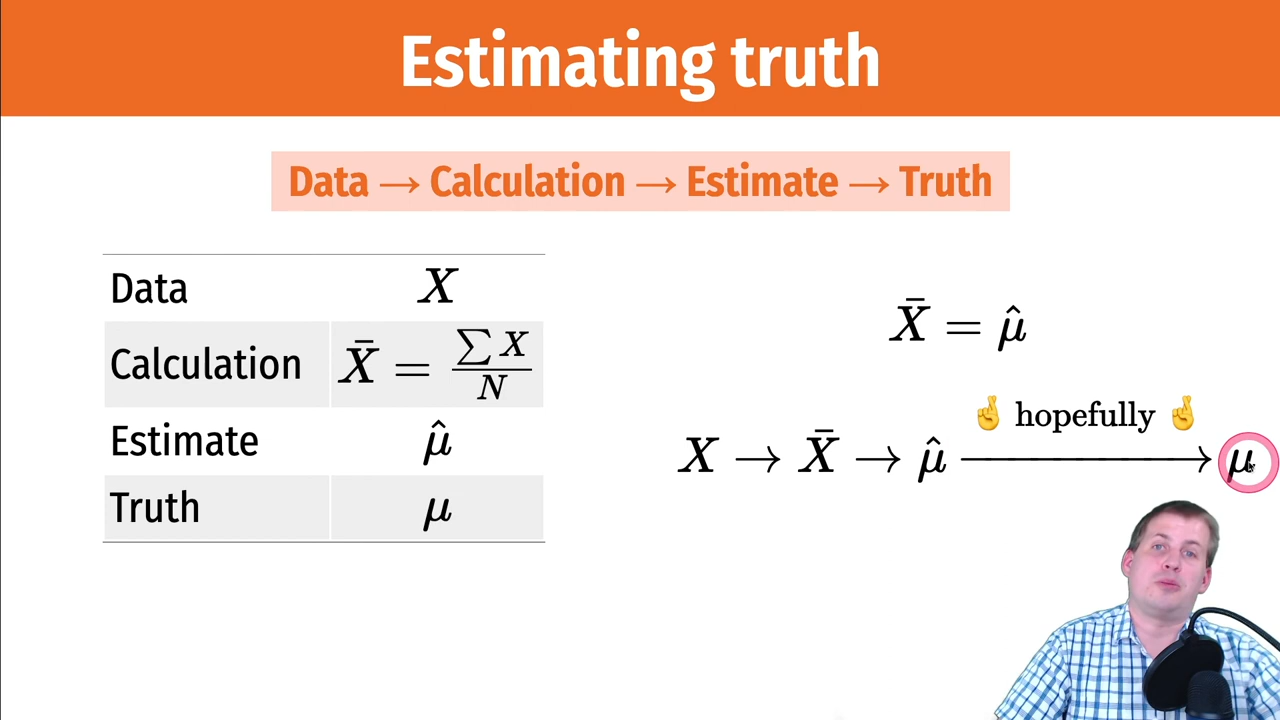 Estimating truth
Data → Calculation → Estimate → Truth
Data X
Calculation X̄ = ∑ X / N
Estimate μ̂
Truth μ
X̄ = μ̂
🤞 hopefully 🤞
X → X̄ → μ̂ → μ